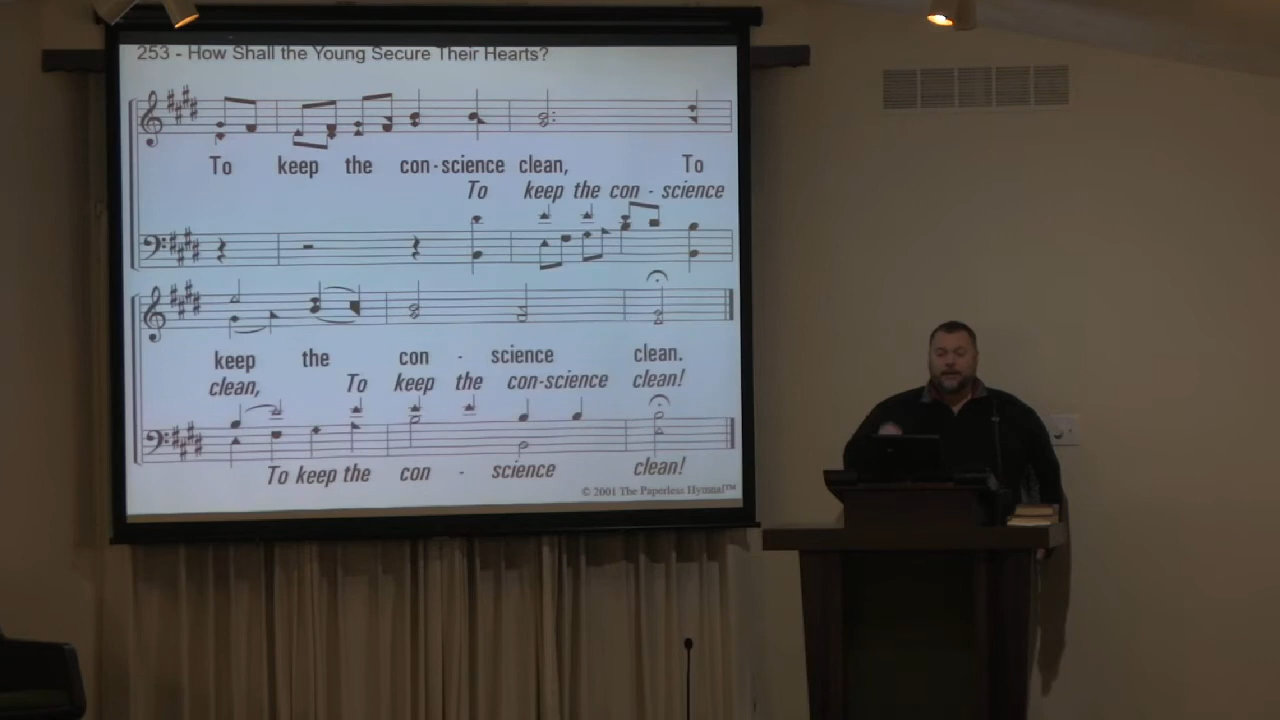 253 - How Shall the Young Secure Their Hearts?
To keep the con - science clean, To
To keep the con - science
keep the con - science clean.
clean, To keep the con - science clean!
To keep the con - science clean!
© 2001 The Paperless Hymnal™